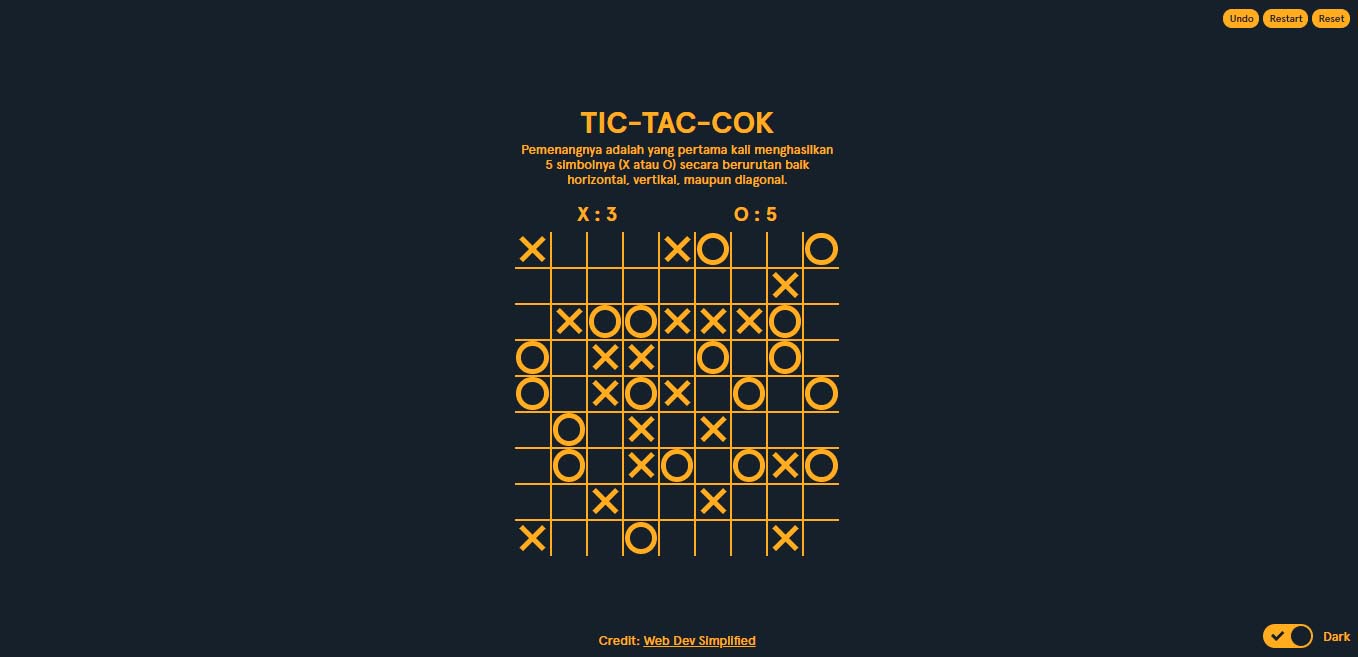 Undo Restart Reset
TIC-TAC-COK
Pemenangnya adalah yang pertama kali menghasilkan
5 simbolnya (X atau O) secara berurutan baik
horizontal, vertikal, maupun diagonal.
X : 3 O : 5
X X O O
X
X O O X X X O
O X X O O
O X O X O O
O X X
O X O O X O
X X
X O X
Credit: Web Dev Simplified
Dark